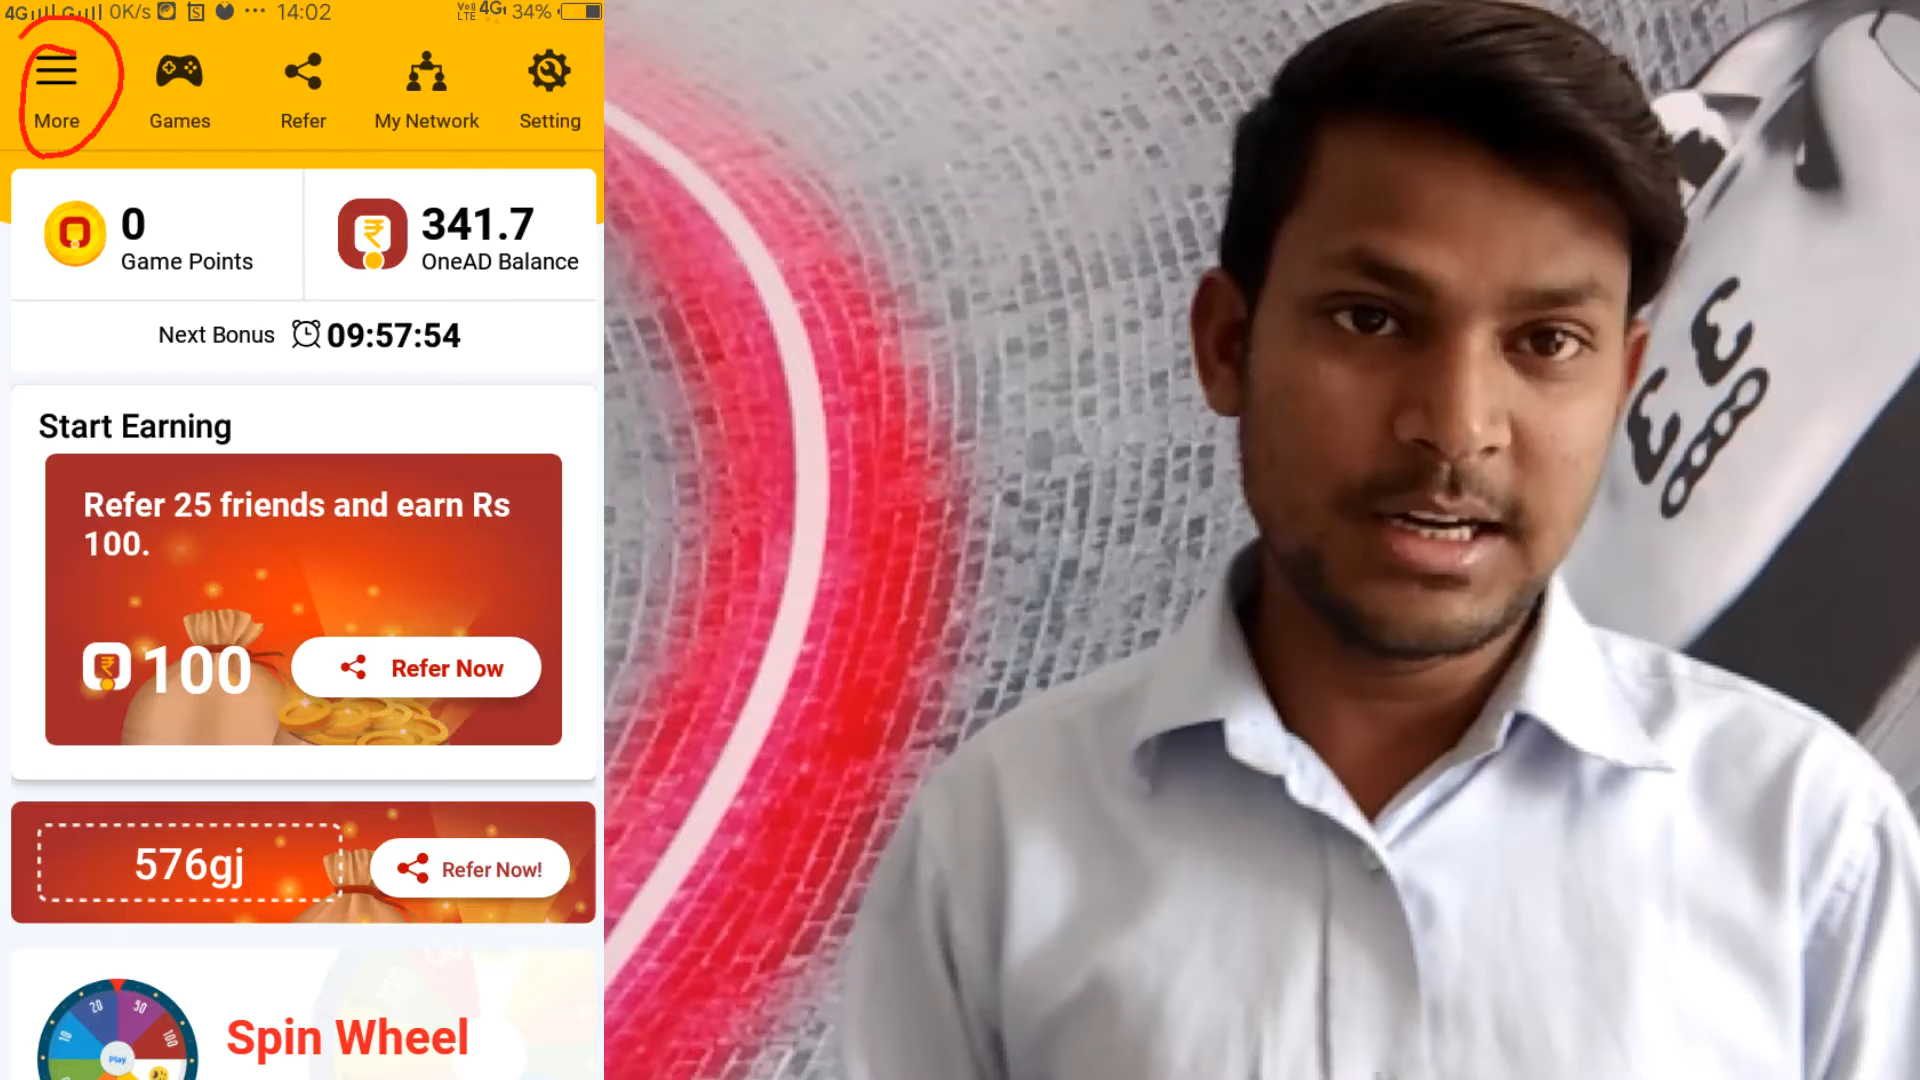 4G 0K/s 14:02 VoLTE 4G 34%
More Games Refer My Network Setting
0 341.7
Game Points OneAD Balance
Next Bonus 09:57:54
Start Earning
Refer 25 friends and earn Rs
100.
100 Refer Now
576gj Refer Now!
20 50
10 100
Play
Spin Wheel